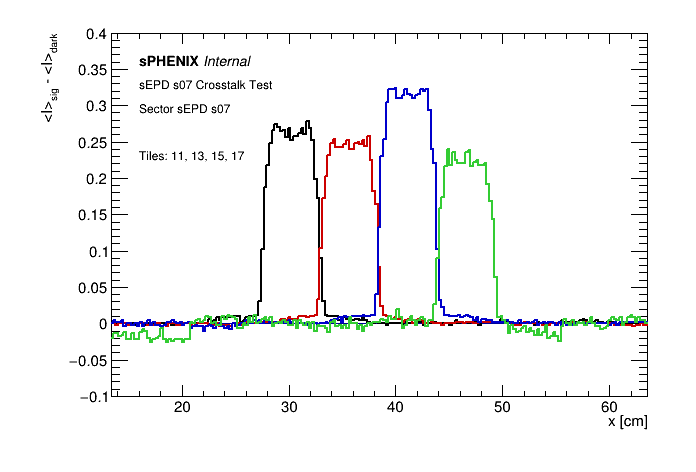 <I>sig - <I>dark
0.4
0.35
0.3
0.25
0.2
0.15
0.1
0.05
0
−0.05
−0.1
sPHENIX Internal
sEPD s07 Crosstalk Test
Sector sEPD s07
Tiles: 11, 13, 15, 17
20 30 40 50 60
x [cm]